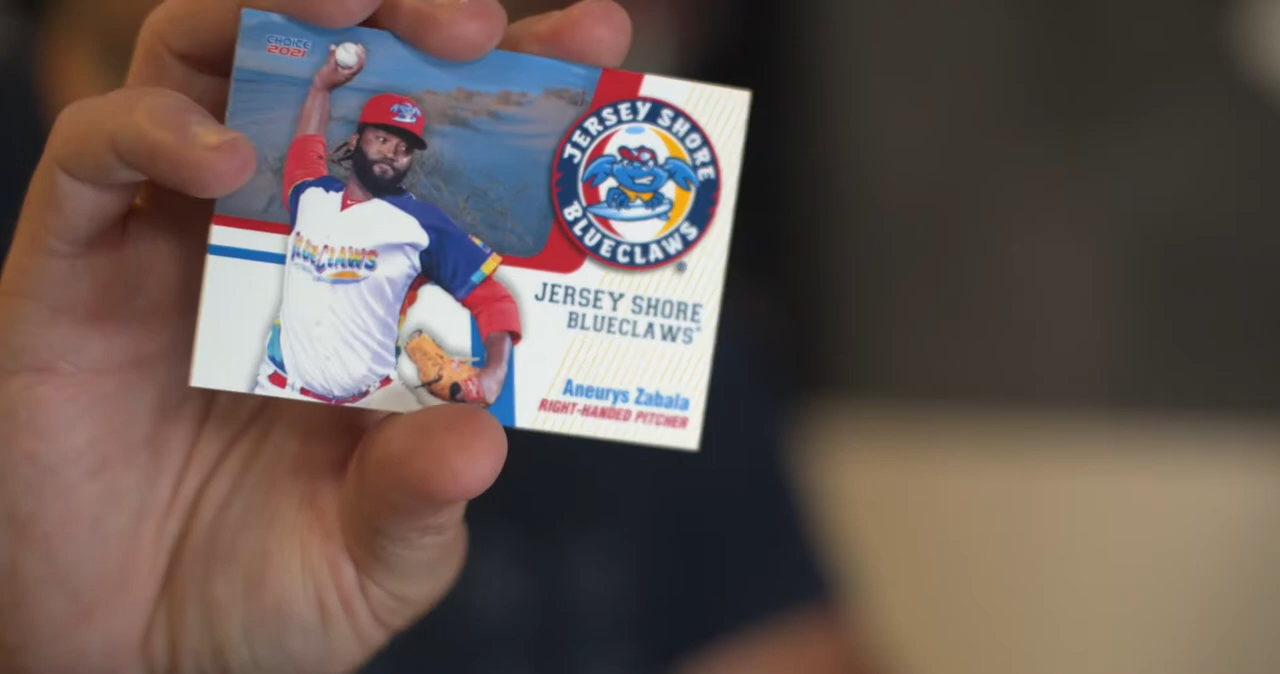 CHOICE
2021
JERSEY SHORE
BLUECLAWS
BLUECLAWS
JERSEY SHORE
BLUECLAWS
Aneurys Zabala
RIGHT-HANDED PITCHER